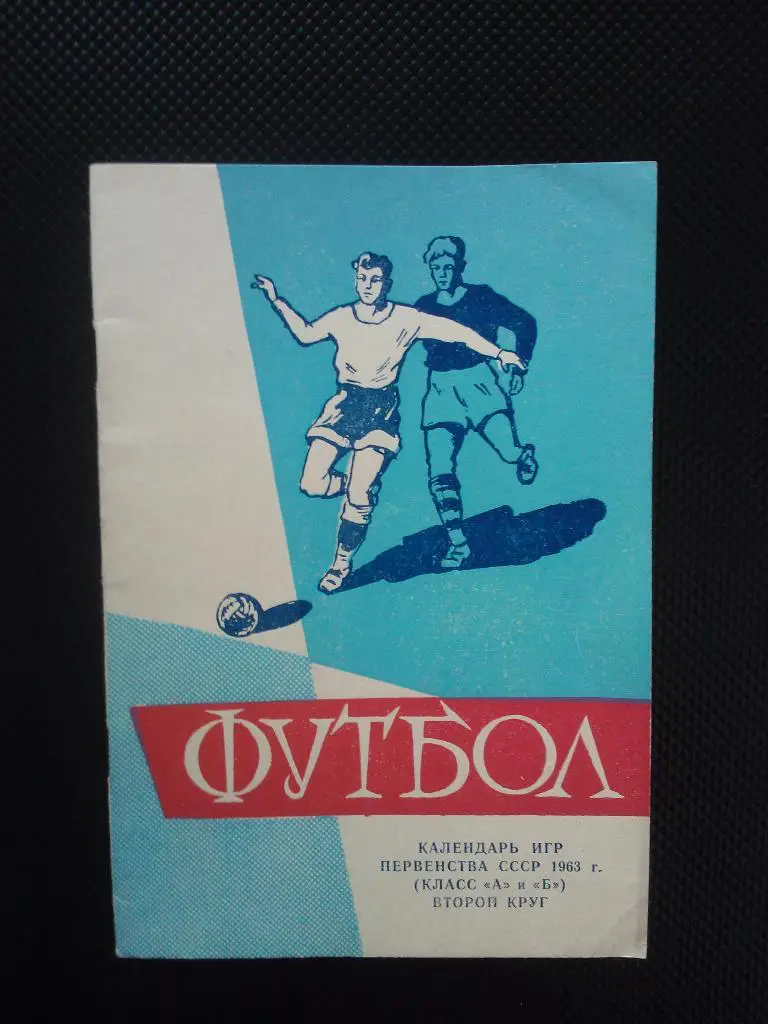 ФУТБОЛ
КАЛЕНДАРЬ ИГР
ПЕРВЕНСТВА СССР 1963 г.
(КЛАСС «А» и «Б»)
ВТОРОЙ КРУГ